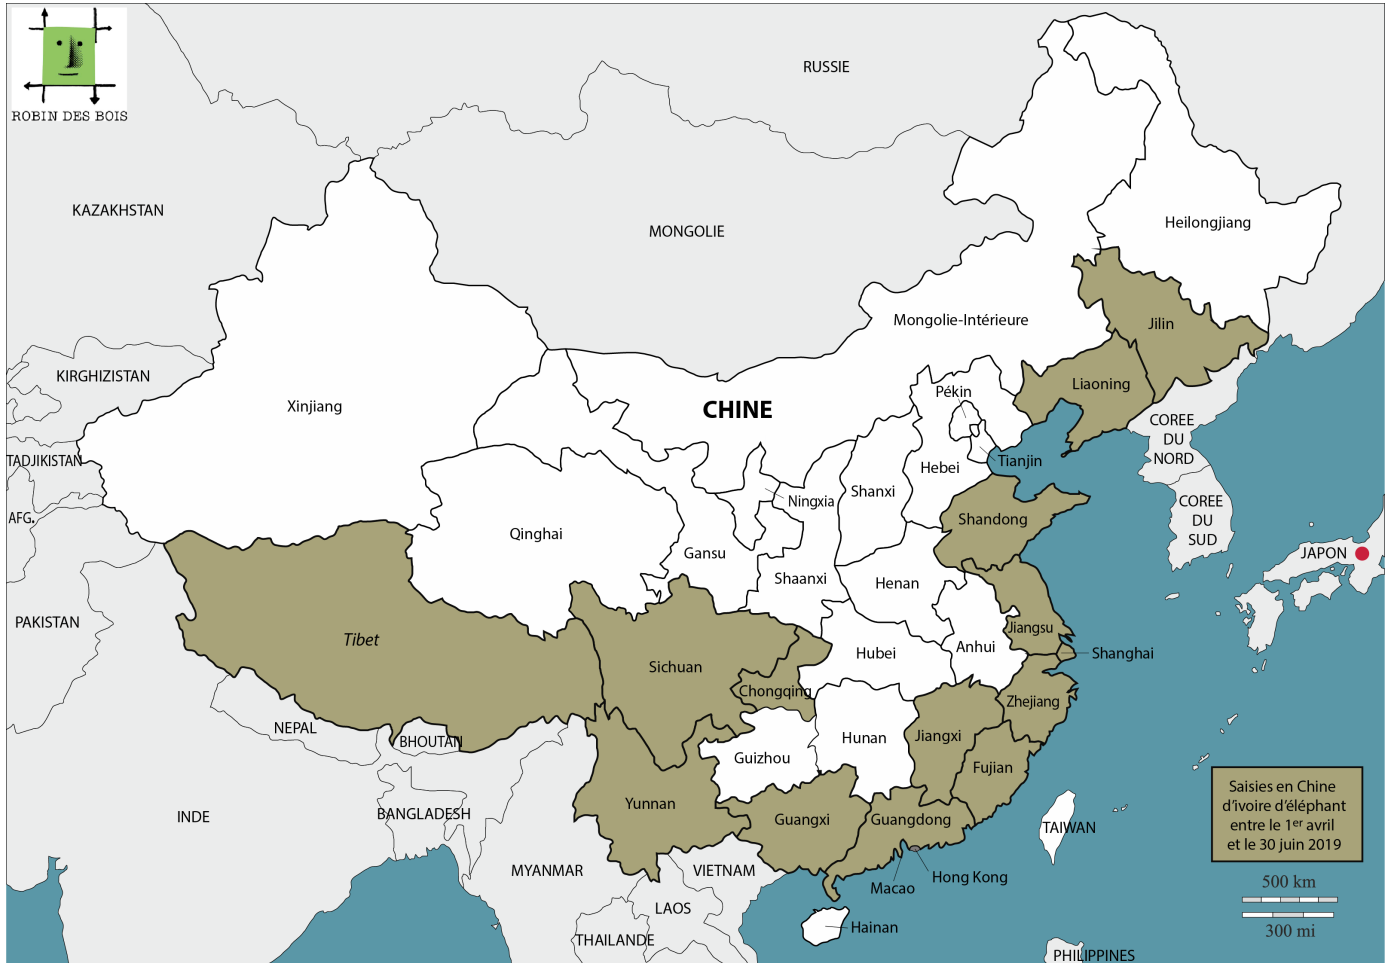 ROBIN DES BOIS
RUSSIE
KAZAKHSTAN
MONGOLIE
Heilongjiang
Mongolie-Intérieure
Jilin
KIRGHIZISTAN
Liaoning
Pékin
Xinjiang
CHINE
COREE
DU
NORD
TADJIKISTAN
Tianjin
Hebei
Shanxi
Ningxia
AFG.
COREE
DU
SUD
Shandong
Qinghai
Gansu
JAPON
Shaanxi
Henan
PAKISTAN
Jiangsu
Tibet
Anhui
Shanghai
Hubei
Sichuan
Chongqing
Zhejiang
NEPAL
BHOUTAN
Jiangxi
Hunan
Guizhou
Fujian
Saisies en Chine
d'ivoire d'éléphant
entre le 1er avril
et le 30 juin 2019
Yunnan
INDE
BANGLADESH
Guangxi
Guangdong
TAIWAN
MYANMAR
VIETNAM
Hong Kong
Macao
500 km
LAOS
Hainan
300 mi
THAILANDE
PHILIPPINES